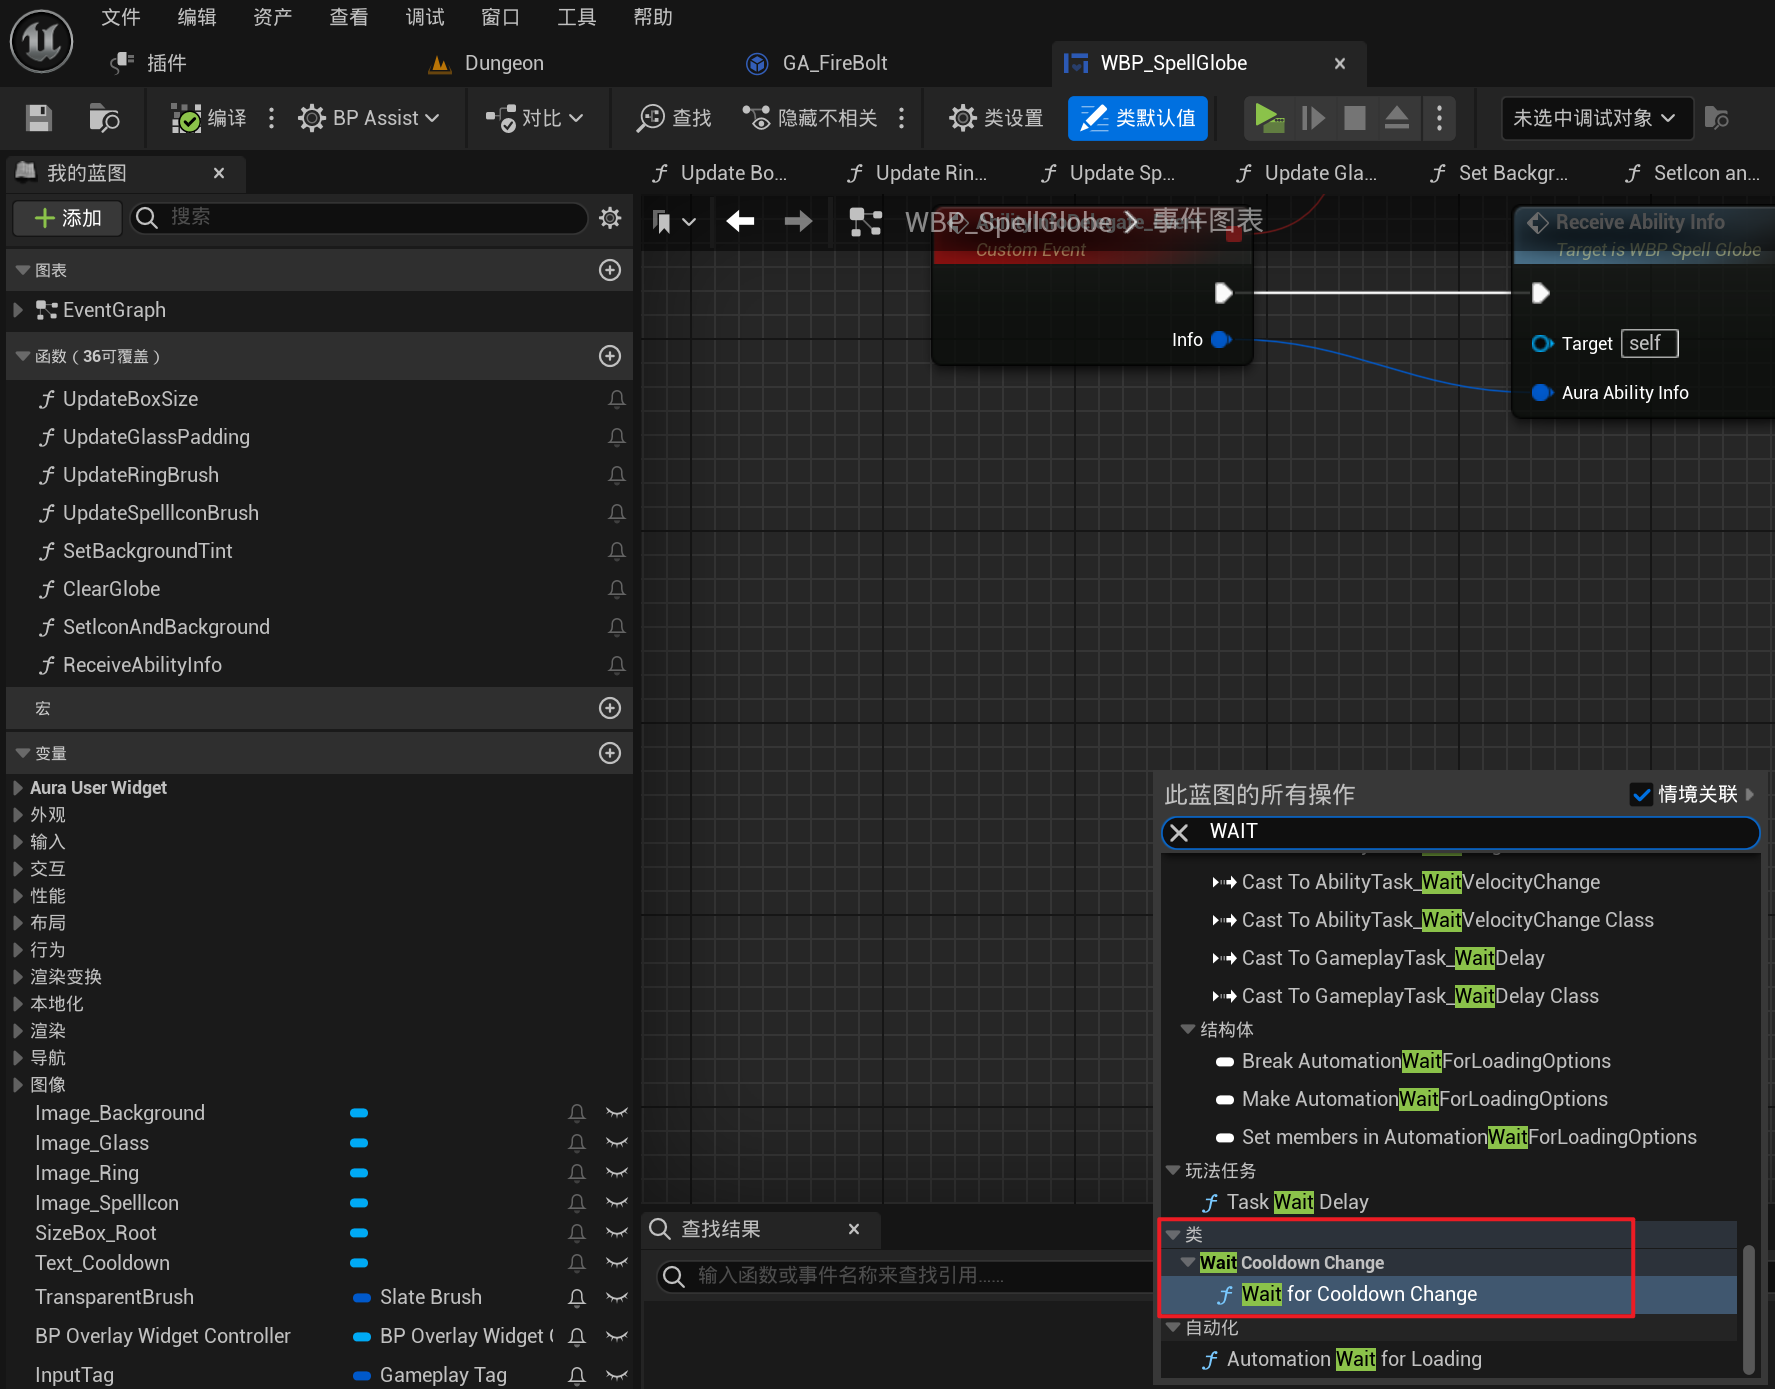 文件 编辑 资产 查看 调试 窗口 工具 帮助
插件 Dungeon GA_FireBolt WBP_SpellGlobe
编译 BP Assist 对比 查找 隐藏不相关 类设置 类默认值 未选中调试对象
我的蓝图
Update Bo... Update Rin... Update Sp... Update Gla... Set Backgr... SetIcon an...
添加 搜索
WBP_SpellGlobe 事件图表
Custom Event
Info
Receive Ability Info
Target is WBP Spell Globe
Target self
Aura Ability Info
图表
EventGraph
函数（36可覆盖）
UpdateBoxSize
UpdateGlassPadding
UpdateRingBrush
UpdateSpellIconBrush
SetBackgroundTint
ClearGlobe
SetIconAndBackground
ReceiveAbilityInfo
宏
变量
Aura User Widget
外观
输入
交互
性能
布局
行为
渲染变换
本地化
渲染
导航
图像
Image_Background
Image_Glass
Image_Ring
Image_SpellIcon
SizeBox_Root
Text_Cooldown
TransparentBrush Slate Brush
BP Overlay Widget Controller BP Overlay Widget
InputTag Gameplay Tag
查找结果
输入函数或事件名称来查找引用......
此蓝图的所有操作 情境关联
WAIT
Cast To AbilityTask_WaitVelocityChange
Cast To AbilityTask_WaitVelocityChange Class
Cast To GameplayTask_WaitDelay
Cast To GameplayTask_WaitDelay Class
结构体
Break AutomationWaitForLoadingOptions
Make AutomationWaitForLoadingOptions
Set members in AutomationWaitForLoadingOptions
玩法任务
Task Wait Delay
类
Wait Cooldown Change
Wait for Cooldown Change
自动化
Automation Wait for Loading